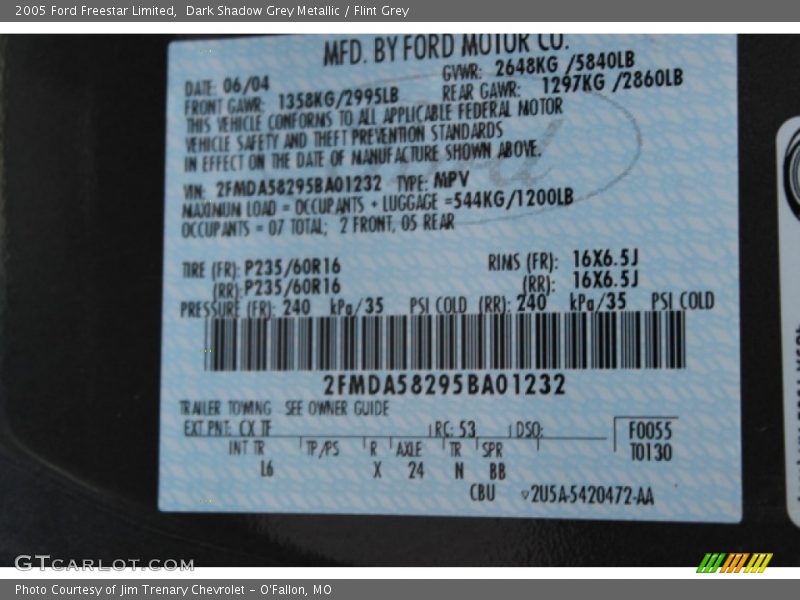 2005 Ford Freestar Limited, Dark Shadow Grey Metallic / Flint Grey
MFD. BY FORD MOTOR CO.
DATE: 06/04 GVWR: 2648KG /5840LB
FRONT GAWR: 1358KG/2995LB REAR GAWR: 1297KG /2860LB
THIS VEHICLE CONFORMS TO ALL APPLICABLE FEDERAL MOTOR
VEHICLE SAFETY AND THEFT PREVENTION STANDARDS
IN EFFECT ON THE DATE OF MANUFACTURE SHOWN ABOVE.
VIN: 2FMDA58295BA01232 TYPE: MPV
MAXIMUM LOAD = OCCUPANTS + LUGGAGE =544KG/1200LB
OCCUPANTS = 07 TOTAL; 2 FRONT, 05 REAR
TIRE (FR): P235/60R16 RIMS (FR): 16X6.5J
(RR): P235/60R16 (RR): 16X6.5J
PRESSURE (FR): 240 kPa/35 PSI COLD (RR): 240 kPa/35 PSI COLD
2FMDA58295BA01232
TRAILER TOWING SEE OWNER GUIDE
EXT PNT: CX TF RC: 53 DSO: F0055
INT TR TP/PS R AXLE TR SPR T0130
L6 X 24 N BB
CBU 2U5A-5420472-AA
GTCARLOT.COM
Photo Courtesy of Jim Trenary Chevrolet - O'Fallon, MO